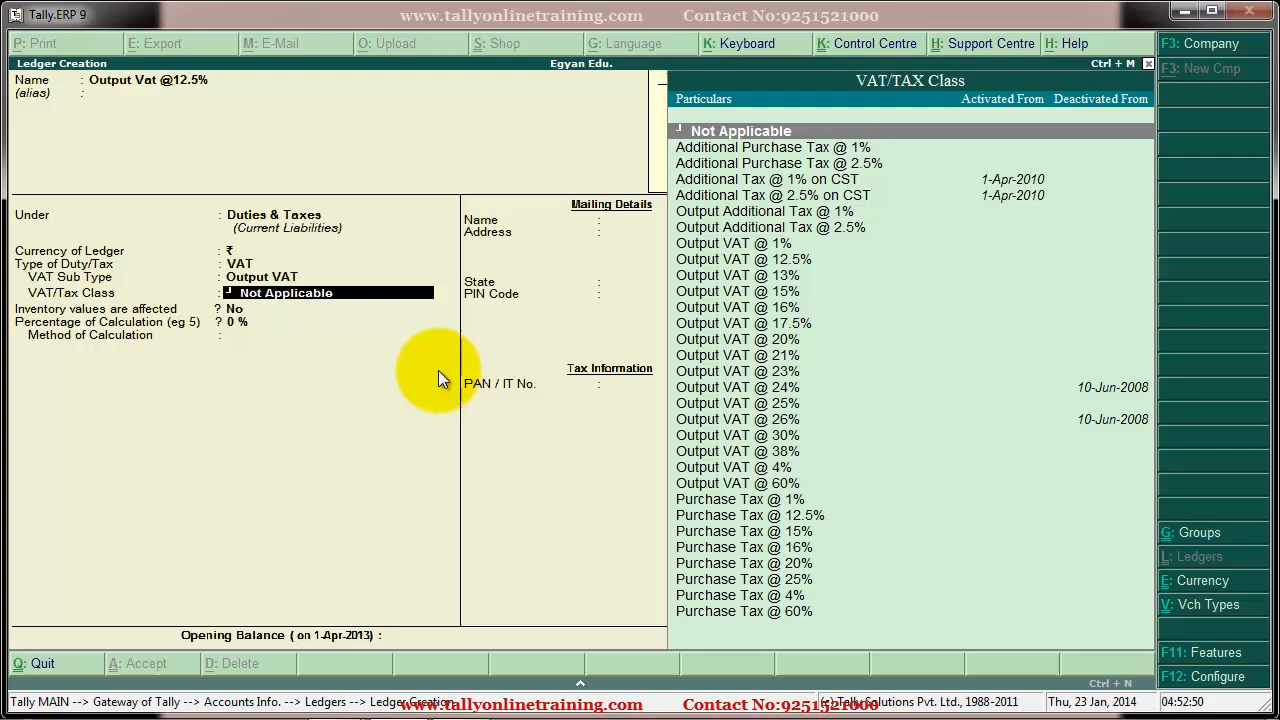 Tally.ERP 9
www.tallyonlinetraining.com Contact No:9251521000
P: Print E: Export M: E-Mail O: Upload S: Shop G: Language K: Keyboard K: Control Centre H: Support Centre H: Help
F3: Company
F3: New Cmp
Ledger Creation Egyan Edu. Ctrl + M
Name : Output Vat @12.5%
(alias) :
Under : Duties & Taxes
(Current Liabilities)
Currency of Ledger : ₹
Type of Duty/Tax : VAT
VAT Sub Type : Output VAT
VAT/Tax Class : Not Applicable
Inventory values are affected ? No
Percentage of Calculation (eg 5) ? 0 %
Method of Calculation :
Mailing Details
Name :
Address :
State :
PIN Code :
Tax Information
PAN / IT No. :
Opening Balance ( on 1-Apr-2013) :
VAT/TAX Class
Particulars Activated From Deactivated From
Not Applicable
Additional Purchase Tax @ 1%
Additional Purchase Tax @ 2.5%
Additional Tax @ 1% on CST 1-Apr-2010
Additional Tax @ 2.5% on CST 1-Apr-2010
Output Additional Tax @ 1%
Output Additional Tax @ 2.5%
Output VAT @ 1%
Output VAT @ 12.5%
Output VAT @ 13%
Output VAT @ 15%
Output VAT @ 16%
Output VAT @ 17.5%
Output VAT @ 20%
Output VAT @ 21%
Output VAT @ 23%
Output VAT @ 24% 10-Jun-2008
Output VAT @ 25%
Output VAT @ 26% 10-Jun-2008
Output VAT @ 30%
Output VAT @ 38%
Output VAT @ 4%
Output VAT @ 60%
Purchase Tax @ 1%
Purchase Tax @ 12.5%
Purchase Tax @ 15%
Purchase Tax @ 16%
Purchase Tax @ 20%
Purchase Tax @ 25%
Purchase Tax @ 4%
Purchase Tax @ 60%
G: Groups
L: Ledgers
E: Currency
V: Vch Types
F11: Features
F12: Configure
Q: Quit A: Accept D: Delete
Ctrl + N
Tally MAIN --> Gateway of Tally --> Accounts Info. --> Ledgers --> Ledger Creation (c) Tally Solutions Pvt. Ltd., 1988-2011 Thu, 23 Jan, 2014 04:52:50
www.tallyonlinetraining.com Contact No:9251521000